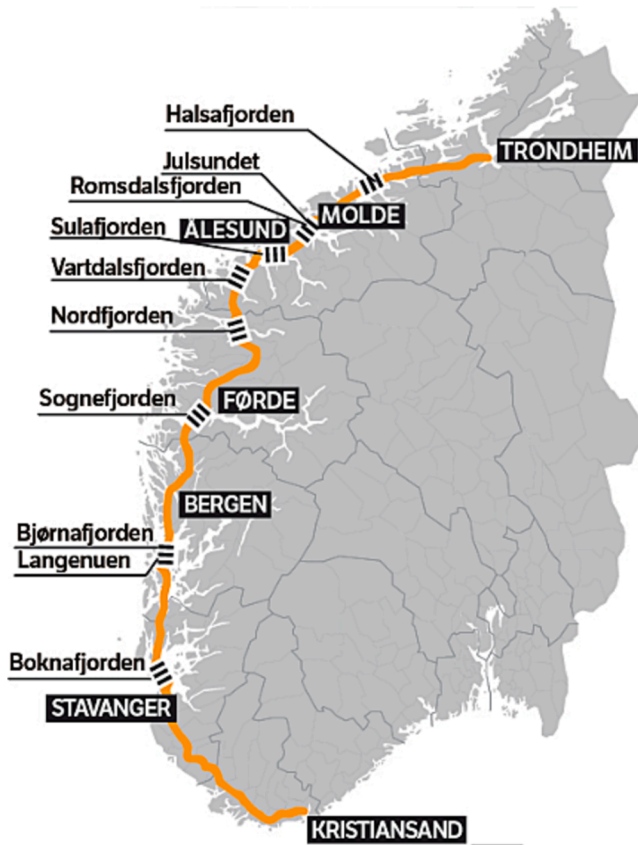 Halsafjorden
TRONDHEIM
Julsundet
Romsdalsfjorden
MOLDE
Sulafjorden
ÅLESUND
Vartdalsfjorden
Nordfjorden
Sognefjorden
FØRDE
BERGEN
Bjørnafjorden
Langenuen
Boknafjorden
STAVANGER
KRISTIANSAND